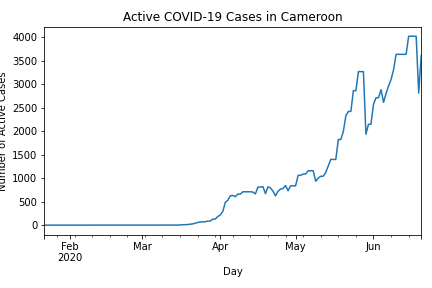 Active COVID-19 Cases in Cameroon
Number of Active Cases
4000
3500
3000
2500
2000
1500
1000
500
0
Feb
2020
Mar
Apr
May
Jun
Day